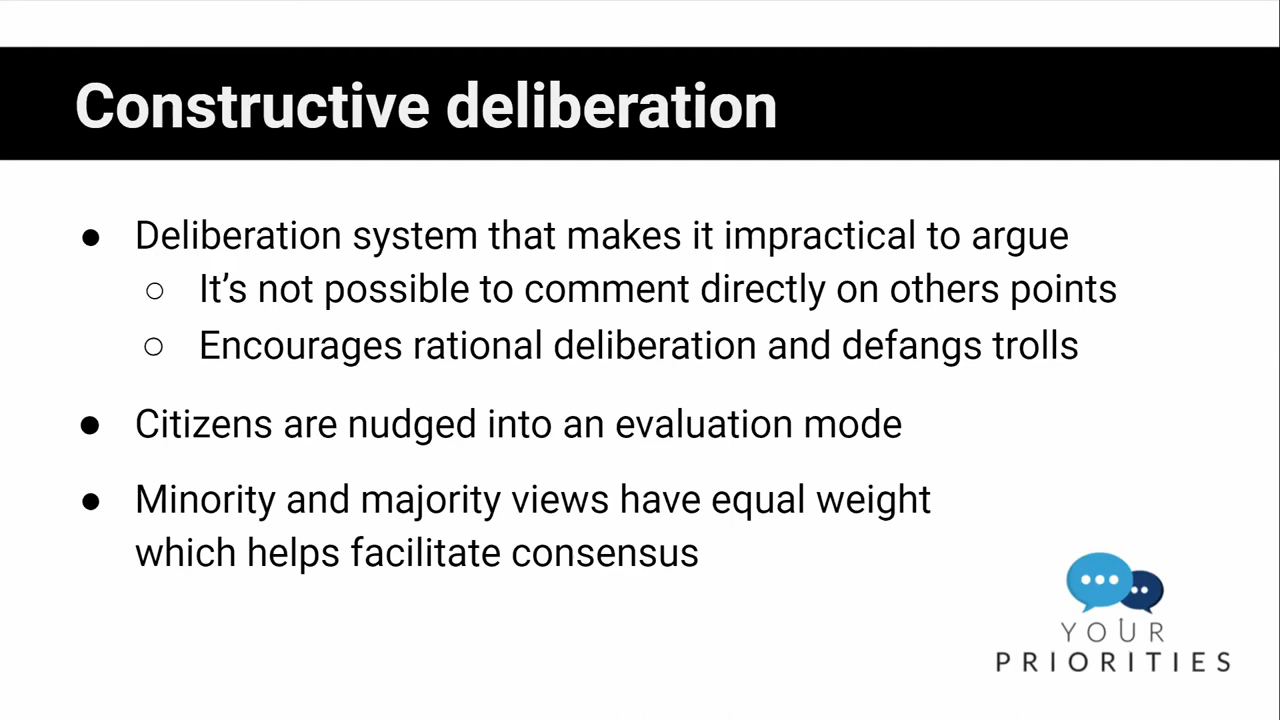 Constructive deliberation
● Deliberation system that makes it impractical to argue
○ It’s not possible to comment directly on others points
○ Encourages rational deliberation and defangs trolls
● Citizens are nudged into an evaluation mode
● Minority and majority views have equal weight
which helps facilitate consensus
YOUR
PRIORITIES